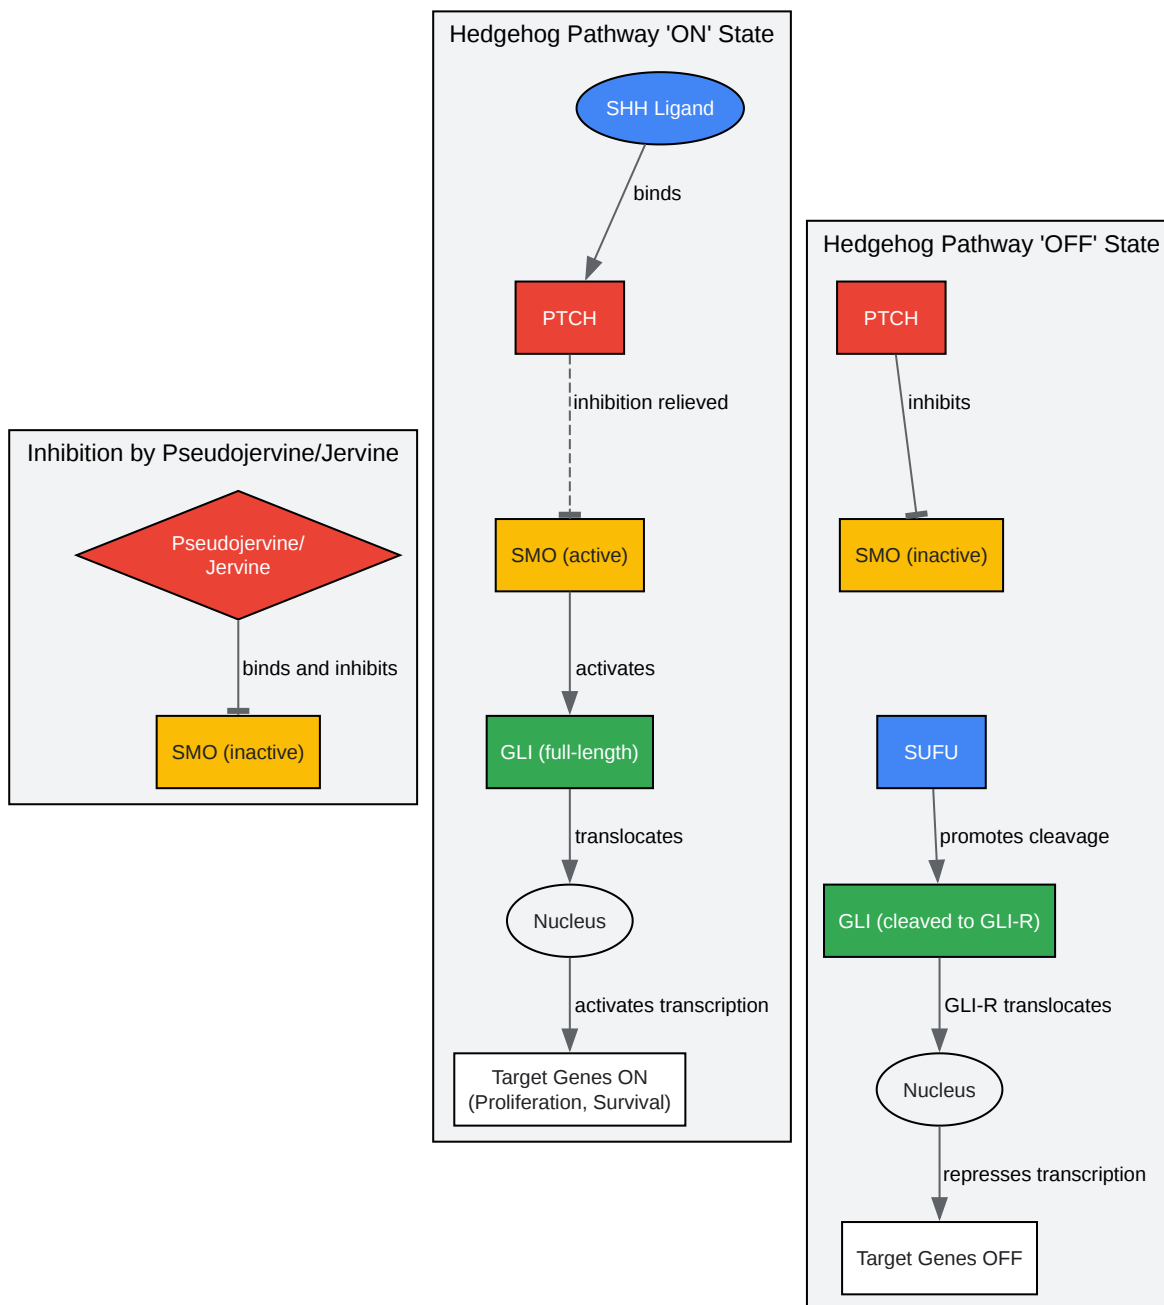 Hedgehog Pathway 'ON' State
SHH Ligand
binds
PTCH
inhibition relieved
SMO (active)
activates
GLI (full-length)
translocates
Nucleus
activates transcription
Target Genes ON
(Proliferation, Survival)
Hedgehog Pathway 'OFF' State
PTCH
inhibits
SMO (inactive)
SUFU
promotes cleavage
GLI (cleaved to GLI-R)
GLI-R translocates
Nucleus
represses transcription
Target Genes OFF
Inhibition by Pseudojervine/Jervine
Pseudojervine/
Jervine
binds and inhibits
SMO (inactive)